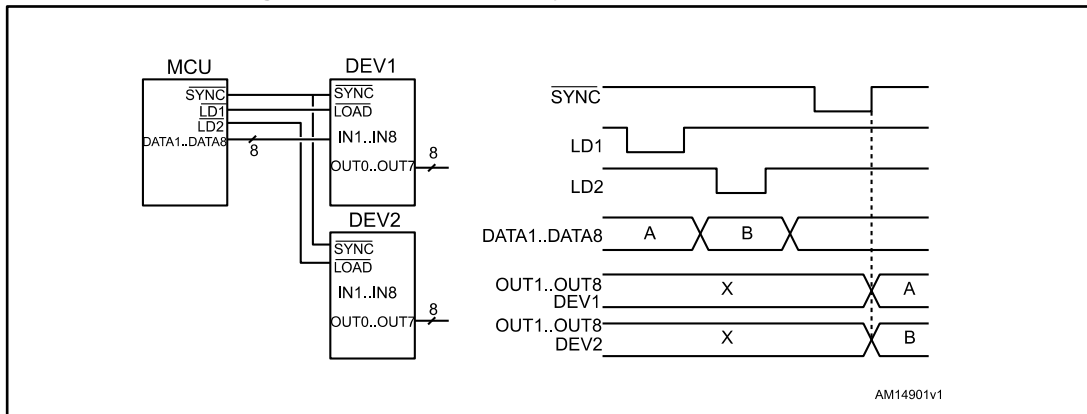 MCU
SYNC
LD1
LD2
DATA1..DATA8
8
DEV1
SYNC
LOAD
IN1..IN8
OUT0..OUT7
8
DEV2
SYNC
LOAD
IN1..IN8
OUT0..OUT7
8
SYNC
LD1
LD2
DATA1..DATA8
A
B
OUT1..OUT8
DEV1
X
A
OUT1..OUT8
DEV2
X
B
AM14901v1